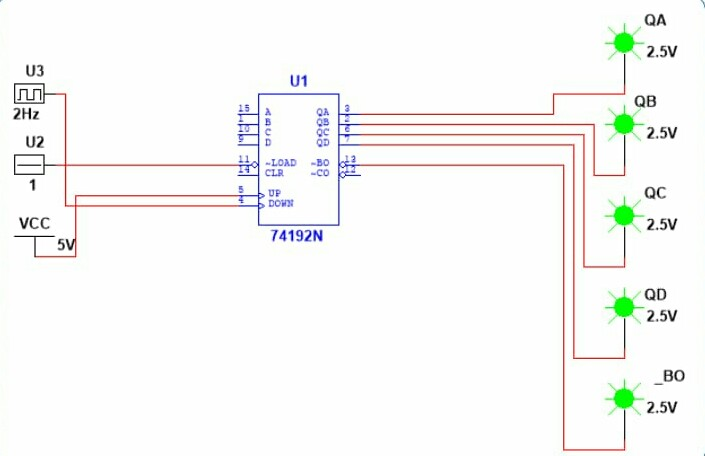 QA
2.5V
U3
2Hz
U1
QB
2.5V
15 A QA 3
1 B QB 2
10 C QC 6
9 D QD 7
U2
1
11 ~LOAD ~BO 13
14 CLR ~CO 12
5 UP
4 DOWN
74192N
VCC
5V
QC
2.5V
QD
2.5V
_BO
2.5V